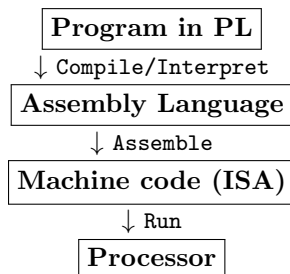 Program in PL
↓ Compile/Interpret
Assembly Language
↓ Assemble
Machine code (ISA)
↓ Run
Processor